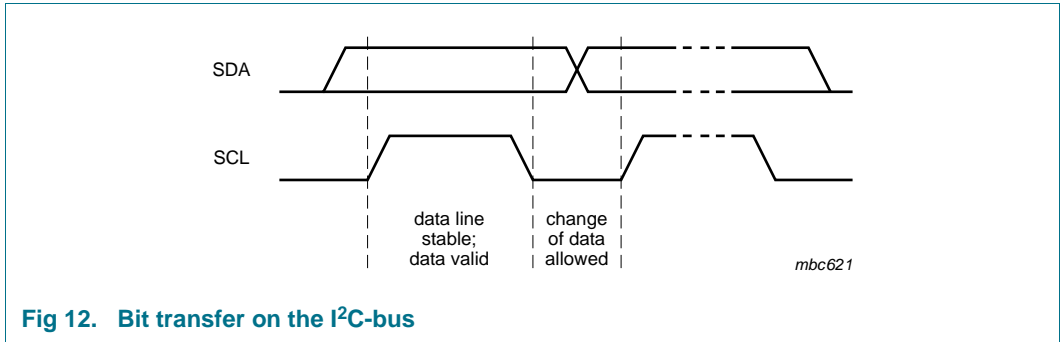 SDA
SCL
data line
stable;
data valid
change
of data
allowed
mbc621
Fig 12. Bit transfer on the I²C-bus